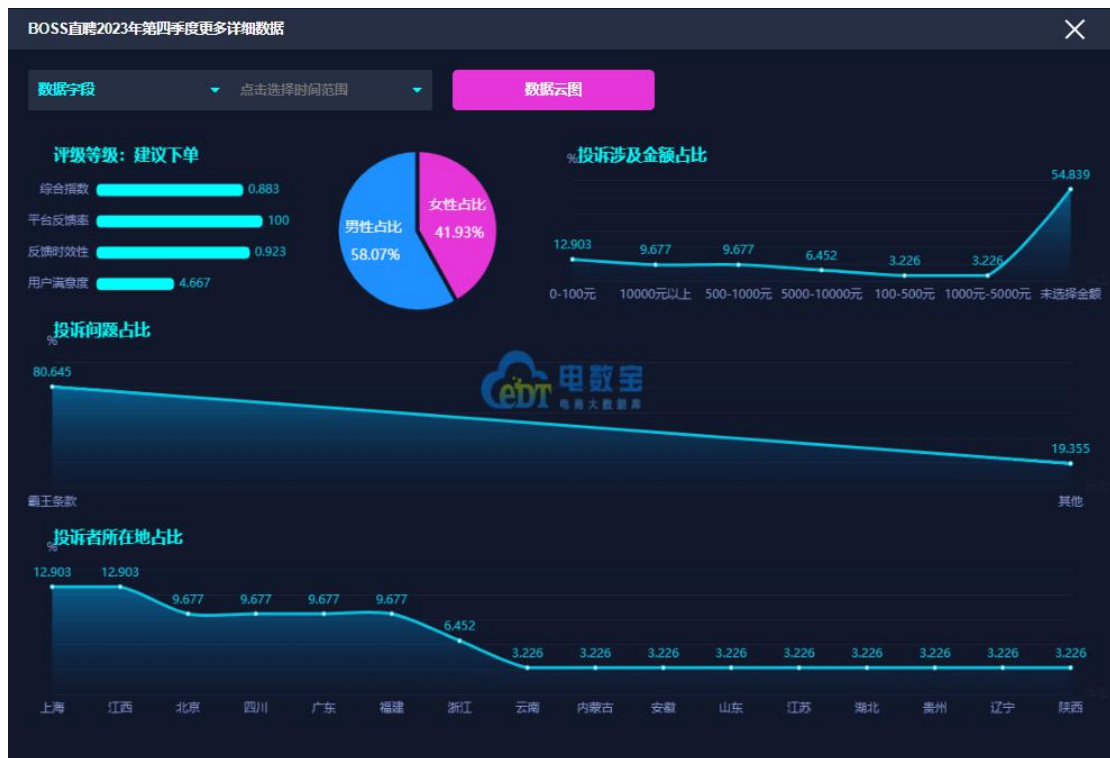 BOSS直聘2023年第四季度更多详细数据
数据字段
点击选择时间范围
数据云图
评级等级：建议下单
综合指数 0.883
平台反馈率 100
反馈时效性 0.923
用户满意度 4.667
男性占比
58.07%
女性占比
41.93%
%投诉涉及金额占比
12.903 9.677 9.677 6.452 3.226 3.226 54.839
0-100元 10000元以上 500-1000元 5000-10000元 100-500元 1000元-5000元 未选择金额
投诉问题占比
%
80.645 19.355
霸王条款 其他
eDT 电数宝
电商大数据库
投诉者所在地占比
%
12.903 12.903 9.677 9.677 9.677 9.677 6.452 3.226 3.226 3.226 3.226 3.226 3.226 3.226 3.226 3.226
上海 江西 北京 四川 广东 福建 浙江 云南 内蒙古 安徽 山东 江苏 湖北 贵州 辽宁 陕西